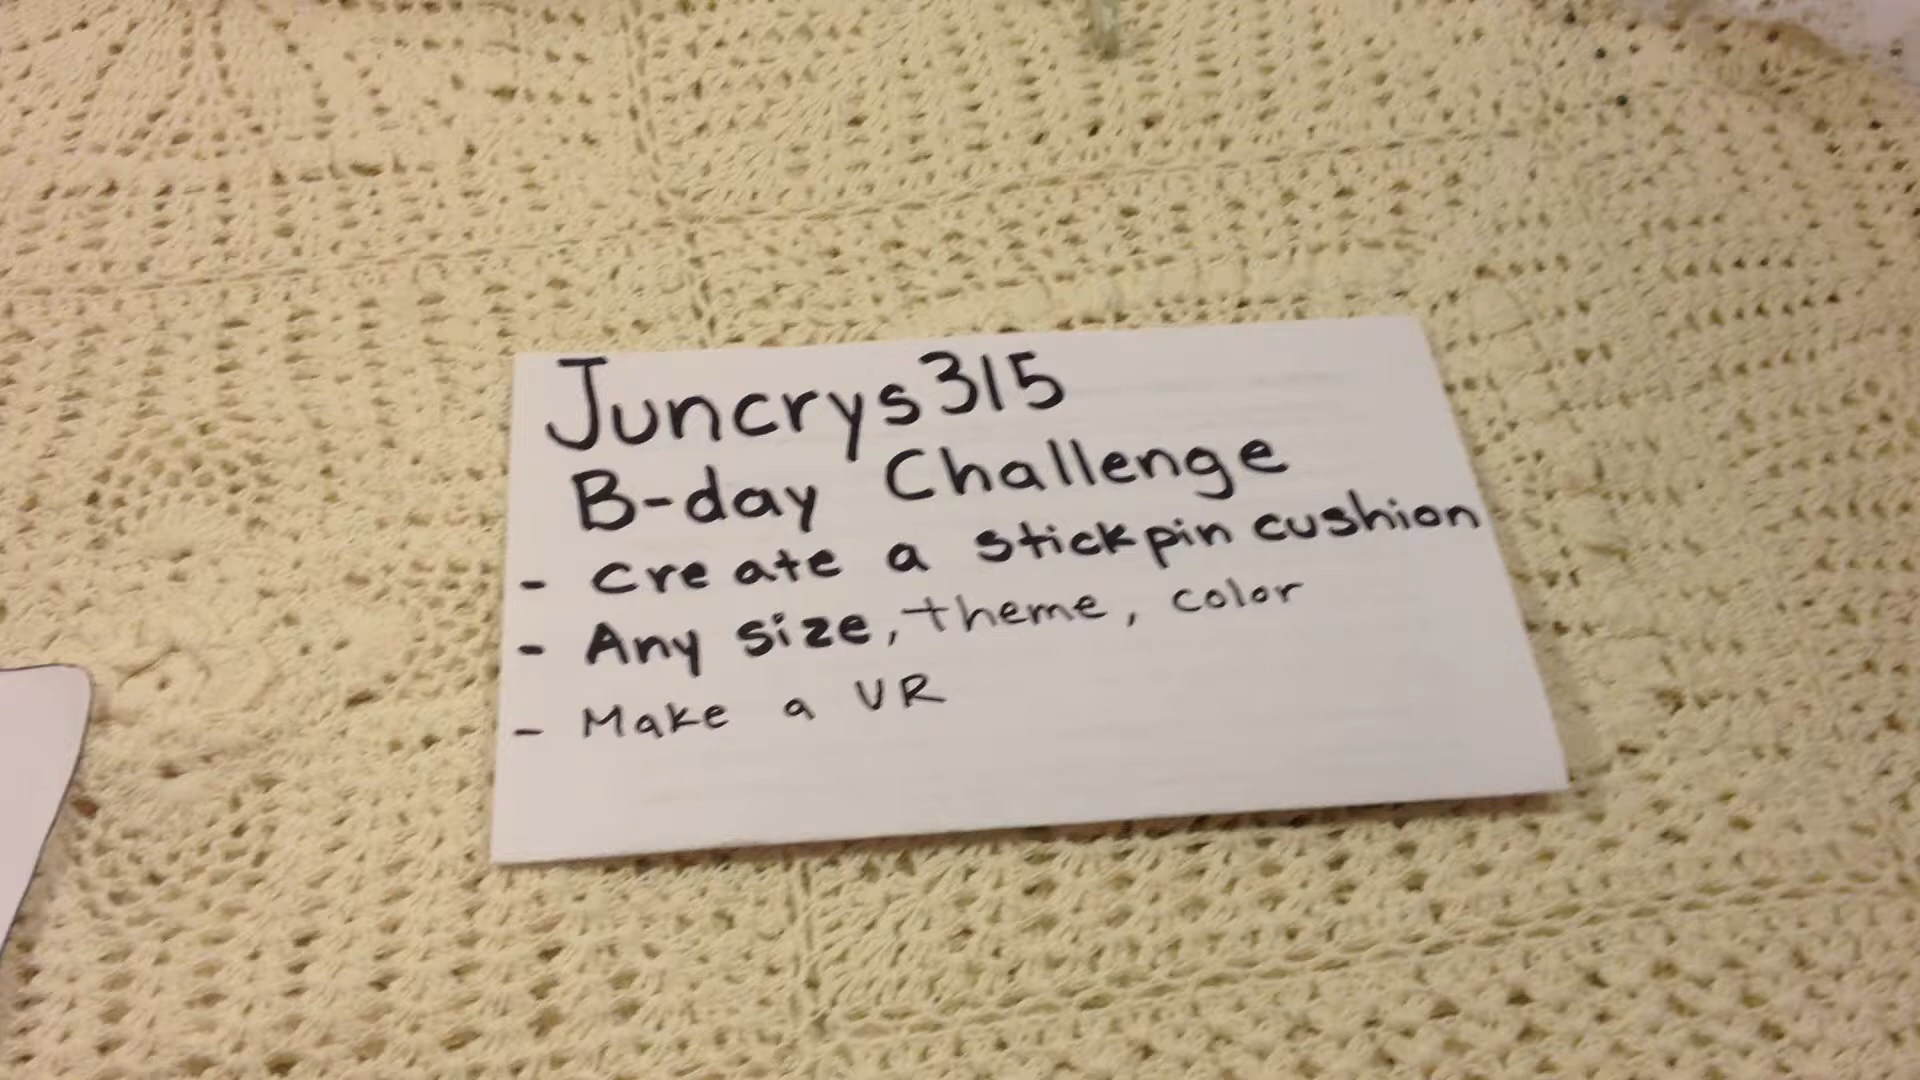 Juncrys315
B-day Challenge
- Create a stickpin cushion
- Any size, theme, color
- Make a VR